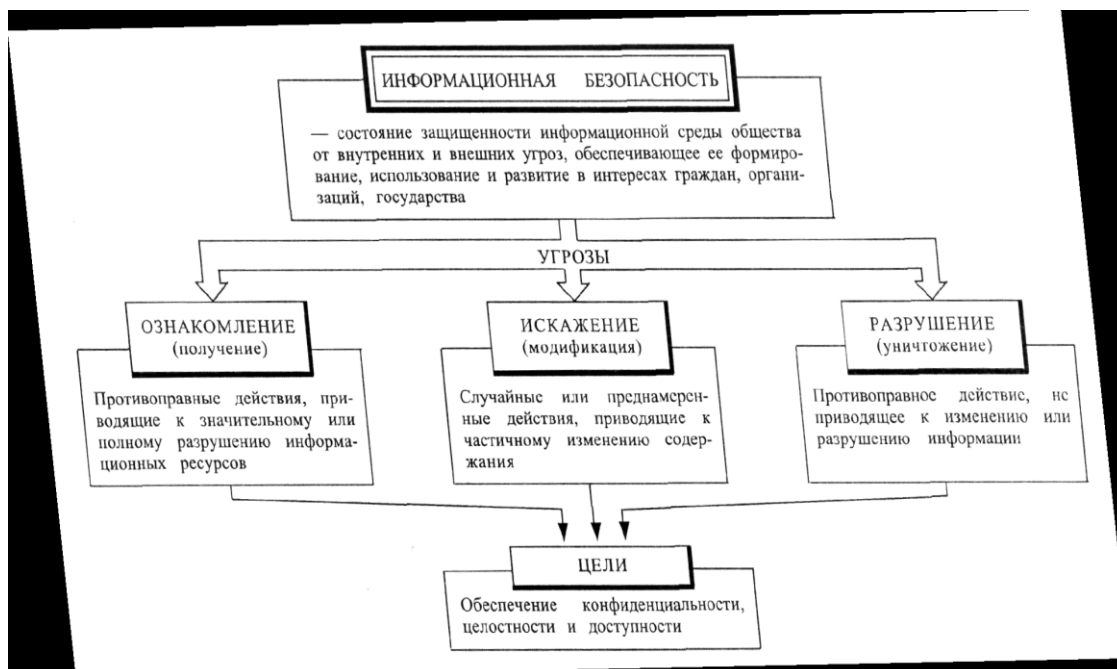 ИНФОРМАЦИОННАЯ БЕЗОПАСНОСТЬ
— состояние защищенности информационной среды общества
от внутренних и внешних угроз, обеспечивающее ее формиро-
вание, использование и развитие в интересах граждан, органи-
заций, государства
УГРОЗЫ
ОЗНАКОМЛЕНИЕ
(получение)
Противоправные действия, при-
водящие к значительному или
полному разрушению информа-
ционных ресурсов
ИСКАЖЕНИЕ
(модификация)
Случайные или преднамерен-
ные действия, приводящие к
частичному изменению содер-
жания
РАЗРУШЕНИЕ
(уничтожение)
Противоправное действие, не
приводящее к изменению или
разрушению информации
ЦЕЛИ
Обеспечение конфиденциальности,
целостности и доступности